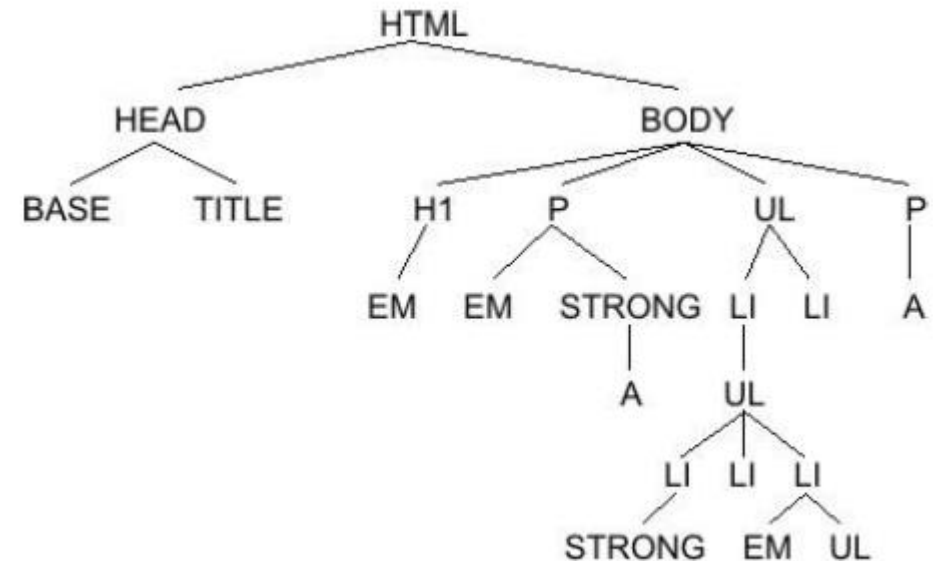 HTML
HEAD BODY
BASE TITLE H1 P UL P
EM EM STRONG LI LI A
A UL
LI LI LI
STRONG EM UL